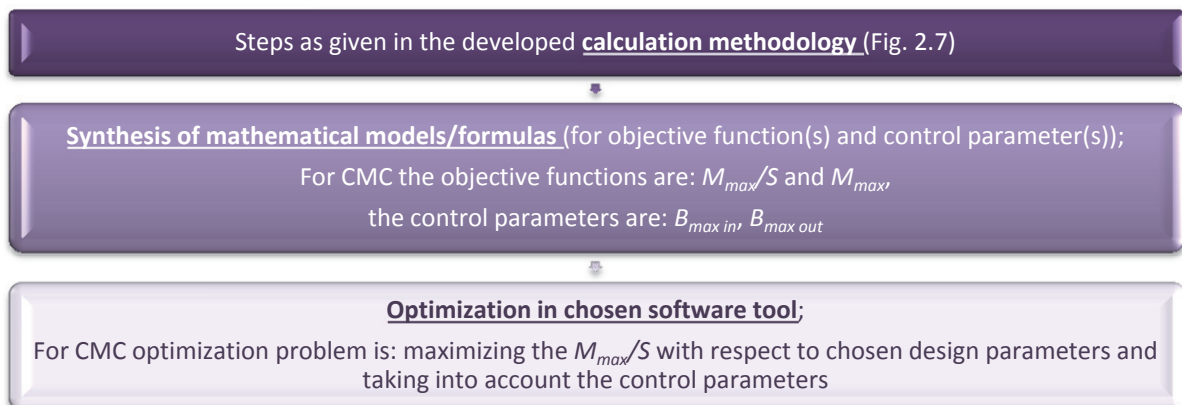 Steps as given in the developed calculation methodology (Fig. 2.7)
Synthesis of mathematical models/formulas (for objective function(s) and control parameter(s));
For CMC the objective functions are: Mmax/S and Mmax,
the control parameters are: Bmax in, Bmax out
Optimization in chosen software tool;
For CMC optimization problem is: maximizing the Mmax/S with respect to chosen design parameters and
taking into account the control parameters